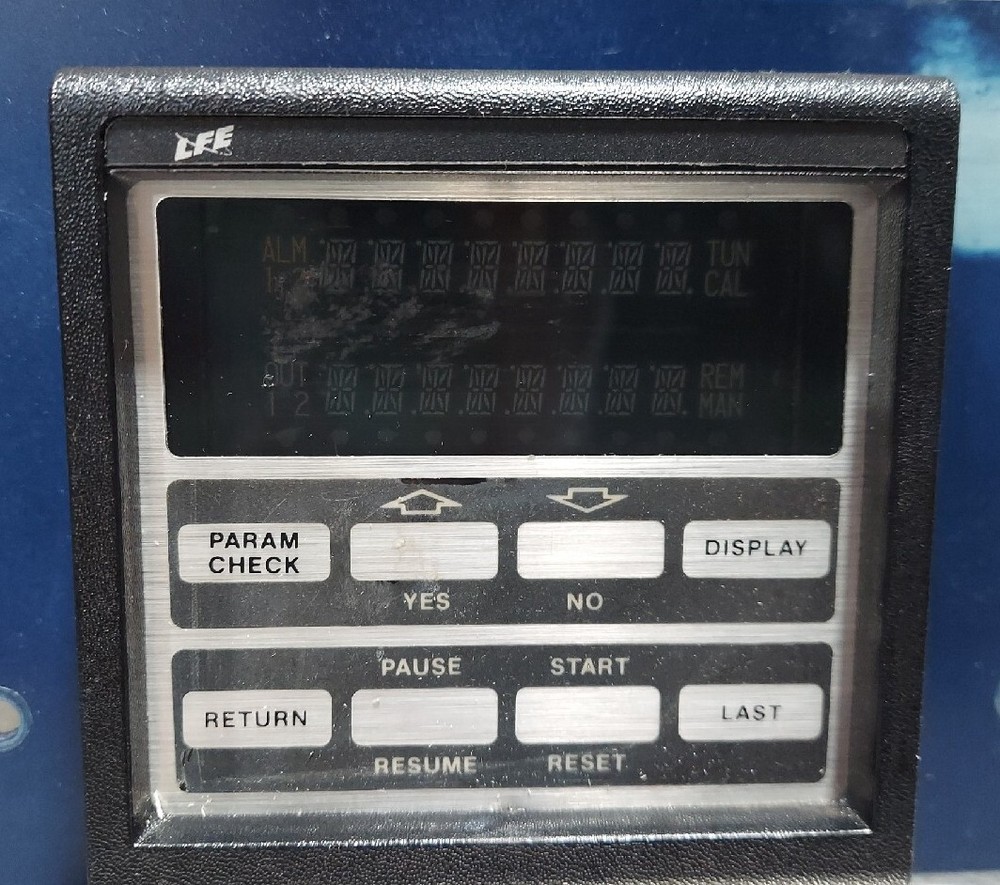 LFE
ALM TUN
1 CAL
OUT REM
1 2 MAN
PARAM
CHECK
DISPLAY
YES NO
PAUSE START
RETURN LAST
RESUME RESET